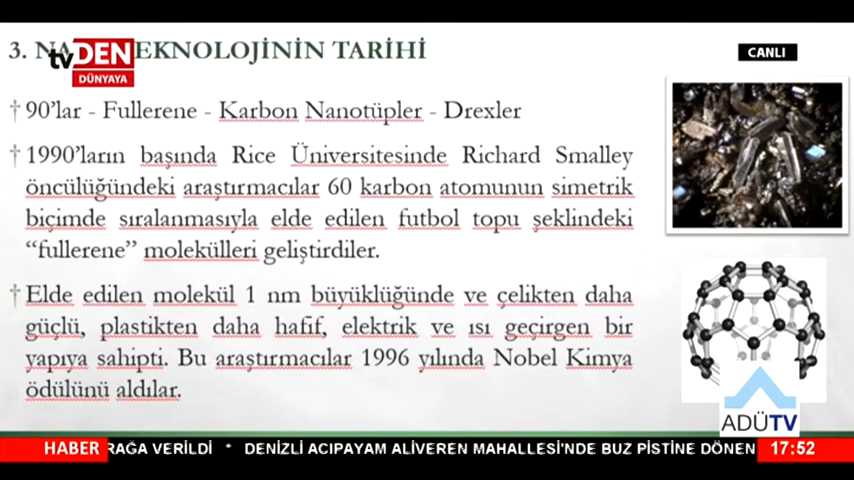 3. NA EKNOLOJİNİN TARİHİ
tvDEN
DÜNYAYA
CANLI
90'lar - Fullerene - Karbon Nanotüpler - Drexler
1990'ların başında Rice Üniversitesinde Richard Smalley
öncülüğündeki araştırmacılar 60 karbon atomunun simetrik
biçimde sıralanmasıyla elde edilen futbol topu şeklindeki
“fullerene” molekülleri geliştirdiler.
Elde edilen molekül 1 nm büyüklüğünde ve çelikten daha
güçlü, plastikten daha hafif, elektrik ve ısı geçirgen bir
yapıya sahipti. Bu araştırmacılar 1996 yılında Nobel Kimya
ödülünü aldılar.
ADÜTV
HABER RAĞA VERİLDİ * DENİZLİ ACIPAYAM ALİVEREN MAHALLESİ'NDE BUZ PİSTİNE DÖNEN 17:52